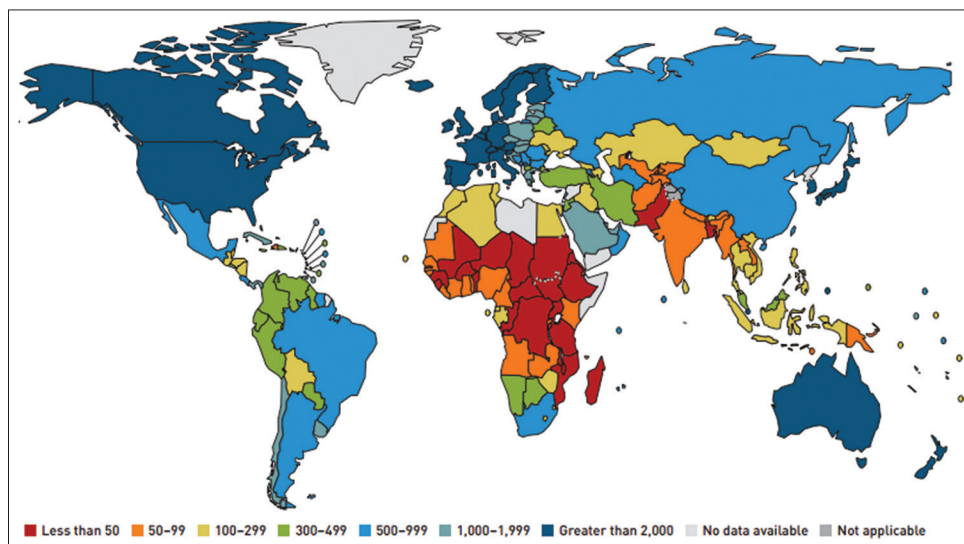 Less than 50 50–99 100–299 300–499 500–999 1,000–1,999 Greater than 2,000 No data available Not applicable